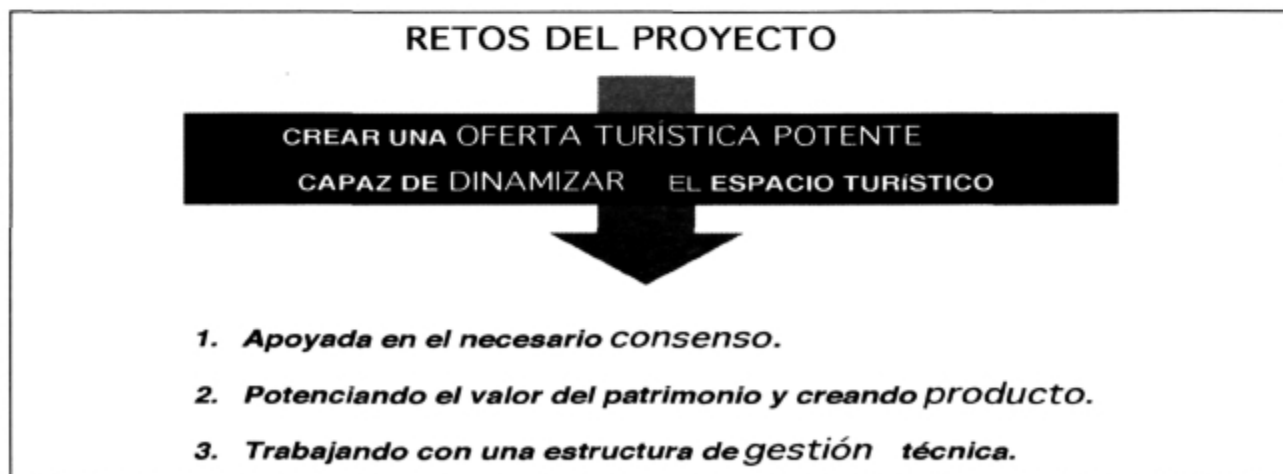 RETOS DEL PROYECTO
CREAR UNA OFERTA TURÍSTICA POTENTE
CAPAZ DE DINAMIZAR EL ESPACIO TURÍSTICO
1. Apoyada en el necesario consenso.
2. Potenciando el valor del patrimonio y creando producto.
3. Trabajando con una estructura de gestión técnica.